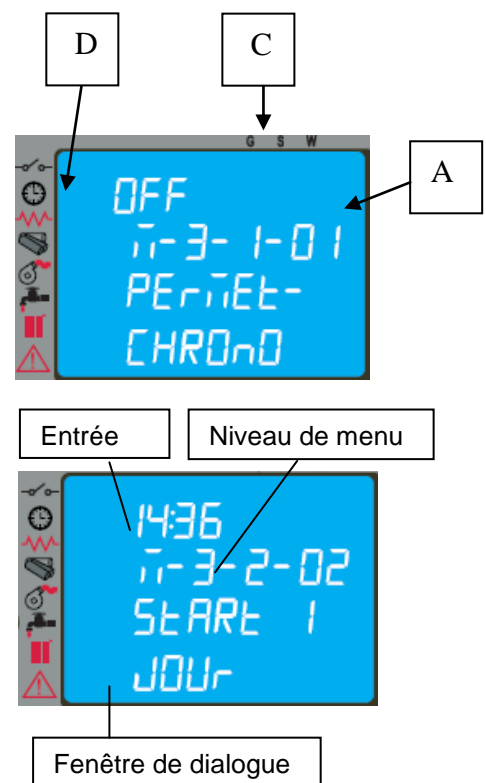 D C
G S W
A
OFF
m-3-1-01
PErmEt-
CHROnO
Entrée Niveau de menu
14:36
m-3-2-02
StARt 1
JOUr
Fenêtre de dialogue